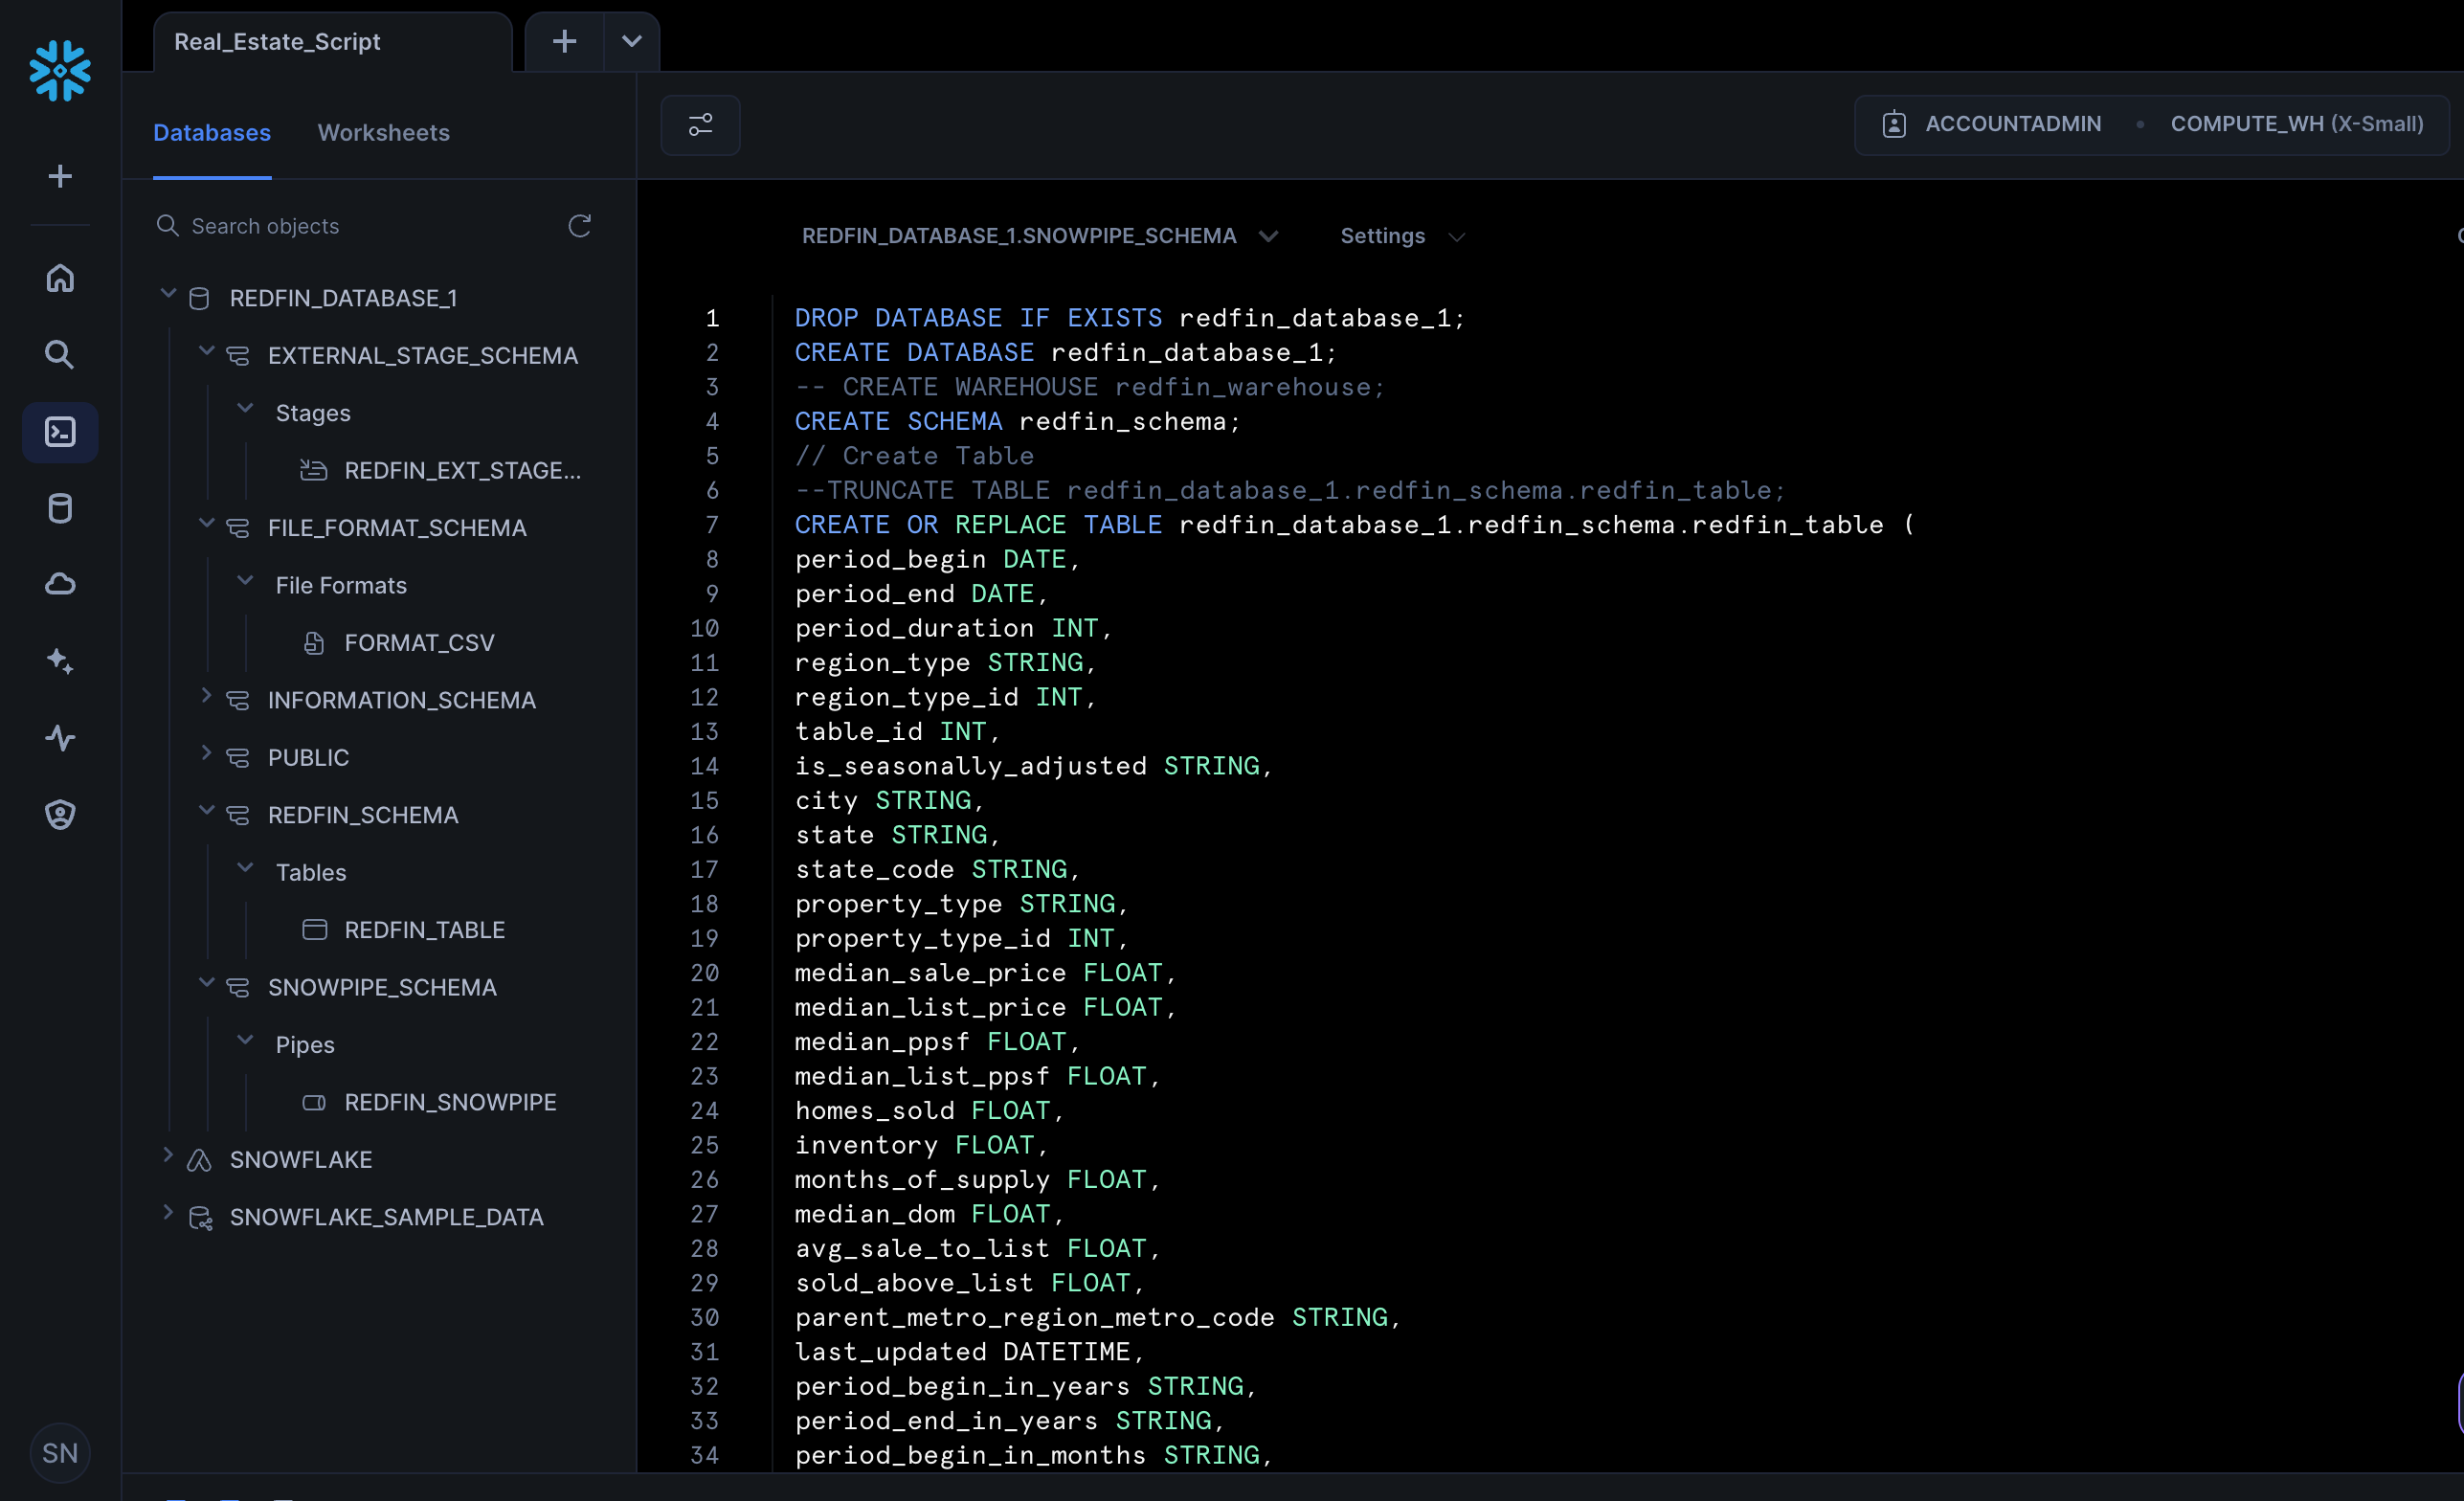 Real_Estate_Script
Databases
Worksheets
ACCOUNTADMIN • COMPUTE_WH (X-Small)
Search objects
REDFIN_DATABASE_1
EXTERNAL_STAGE_SCHEMA
Stages
REDFIN_EXT_STAGE...
FILE_FORMAT_SCHEMA
File Formats
FORMAT_CSV
INFORMATION_SCHEMA
PUBLIC
REDFIN_SCHEMA
Tables
REDFIN_TABLE
SNOWPIPE_SCHEMA
Pipes
REDFIN_SNOWPIPE
SNOWFLAKE
SNOWFLAKE_SAMPLE_DATA
SN
REDFIN_DATABASE_1.SNOWPIPE_SCHEMA
Settings
1 DROP DATABASE IF EXISTS redfin_database_1;
2 CREATE DATABASE redfin_database_1;
3 -- CREATE WAREHOUSE redfin_warehouse;
4 CREATE SCHEMA redfin_schema;
5 // Create Table
6 --TRUNCATE TABLE redfin_database_1.redfin_schema.redfin_table;
7 CREATE OR REPLACE TABLE redfin_database_1.redfin_schema.redfin_table (
8 period_begin DATE,
9 period_end DATE,
10 period_duration INT,
11 region_type STRING,
12 region_type_id INT,
13 table_id INT,
14 is_seasonally_adjusted STRING,
15 city STRING,
16 state STRING,
17 state_code STRING,
18 property_type STRING,
19 property_type_id INT,
20 median_sale_price FLOAT,
21 median_list_price FLOAT,
22 median_ppsf FLOAT,
23 median_list_ppsf FLOAT,
24 homes_sold FLOAT,
25 inventory FLOAT,
26 months_of_supply FLOAT,
27 median_dom FLOAT,
28 avg_sale_to_list FLOAT,
29 sold_above_list FLOAT,
30 parent_metro_region_metro_code STRING,
31 last_updated DATETIME,
32 period_begin_in_years STRING,
33 period_end_in_years STRING,
34 period_begin_in_months STRING,